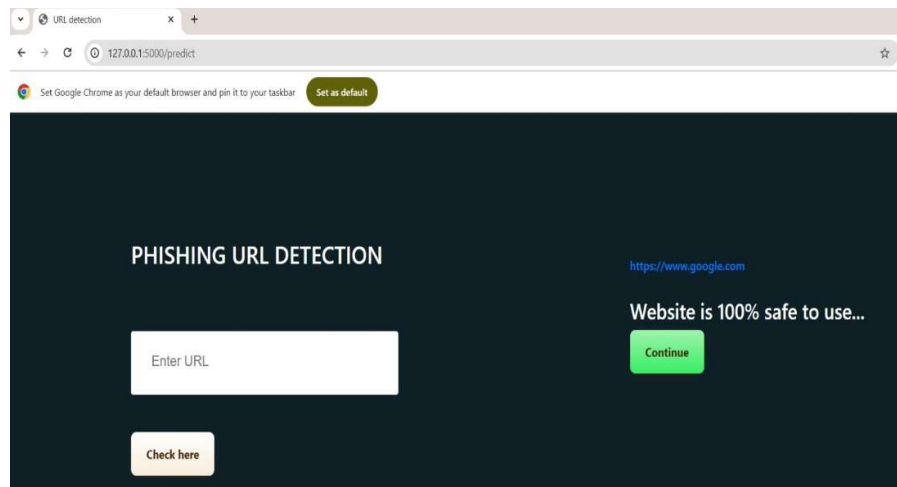 URL detection
127.0.0.1:5000/predict
Set Google Chrome as your default browser and pin it to your taskbar
Set as default
PHISHING URL DETECTION
Enter URL
Check here
https://www.google.com
Website is 100% safe to use...
Continue